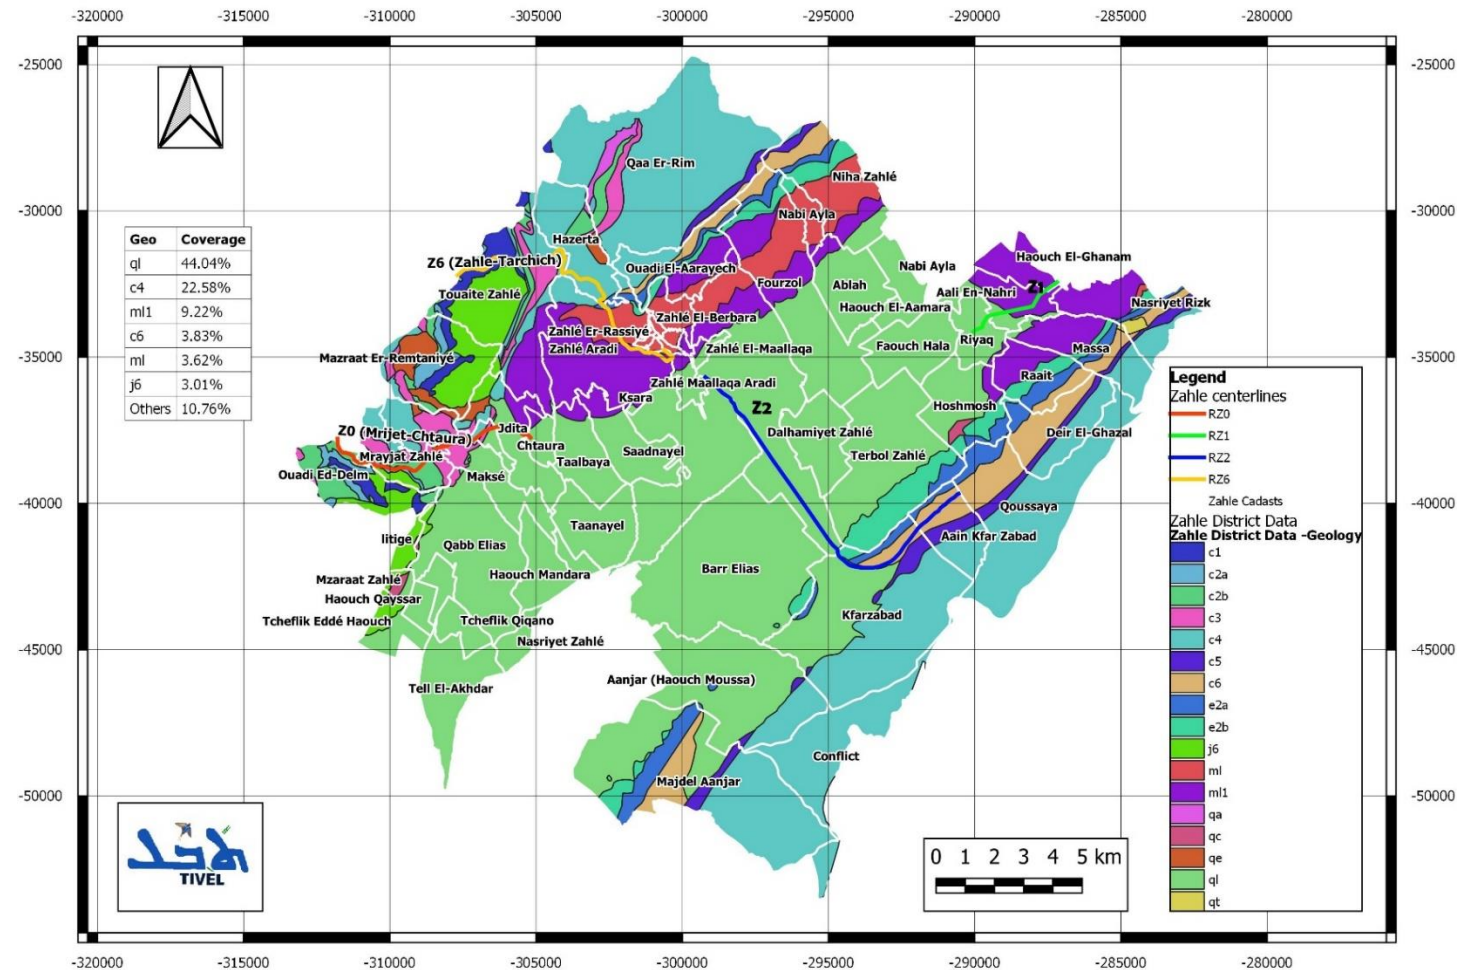 -320000 -315000 -310000 -305000 -300000 -295000 -290000 -285000 -280000
-25000 -25000
-30000 -30000
-35000 -35000
-40000 -40000
-45000 -45000
-50000 -50000
Geo Coverage
ql 44.04%
c4 22.58%
ml1 9.22%
c6 3.83%
ml 3.62%
j6 3.01%
Others 10.76%
Qaa Er-Rim
Niha Zahlé
Nabi Ayla
Hazerta
Z6 (Zahle-Tarchich)
Ouadi El-Aarayech
Touaite Zahlé
Fourzol
Ablah
Nabi Ayla
Haouch El-Ghanam
Aali En-Nahri
Z1
Nasriyet Rizk
Haouch El-Aamara
Zahlé El-Berbara
Zahlé Er-Rassiyé
Zahlé Aradi
Zahlé El-Maallaqa
Faouch Hala
Riyaq
Massa
Mazraat Er-Remtaniyé
Raait
Zahlé Maallaqa Aradi
Ksara
Z2
Hoshmosh
Z0 (Mrijet-Chtaura)
Jdita
Chtaura
Dalhamiyet Zahlé
Deir El-Ghazal
Mrayjat Zahlé
Saadnayel
Taalbaya
Terbol Zahlé
Ouadi Ed-Delm
Maksé
Qoussaya
Taanayel
litige
Qabb Elias
Aain Kfar Zabad
Barr Elias
Mzaraat Zahlé
Haouch Mandara
Haouch Qayssar
Tcheflik Eddé Haouch
Tcheflik Qiqano
Kfarzabad
Nasriyet Zahlé
Aanjar (Haouch Moussa)
Tell El-Akhdar
Conflict
Majdel Aanjar
Legend
Zahle centerlines
RZ0
RZ1
RZ2
RZ6
Zahle Cadasts
Zahle District Data
Zahle District Data -Geology
c1
c2a
c2b
c3
c4
c5
c6
e2a
e2b
j6
ml
ml1
qa
qc
qe
ql
qt
TIVEL
0 1 2 3 4 5 km
-320000 -315000 -310000 -305000 -300000 -295000 -290000 -285000 -280000